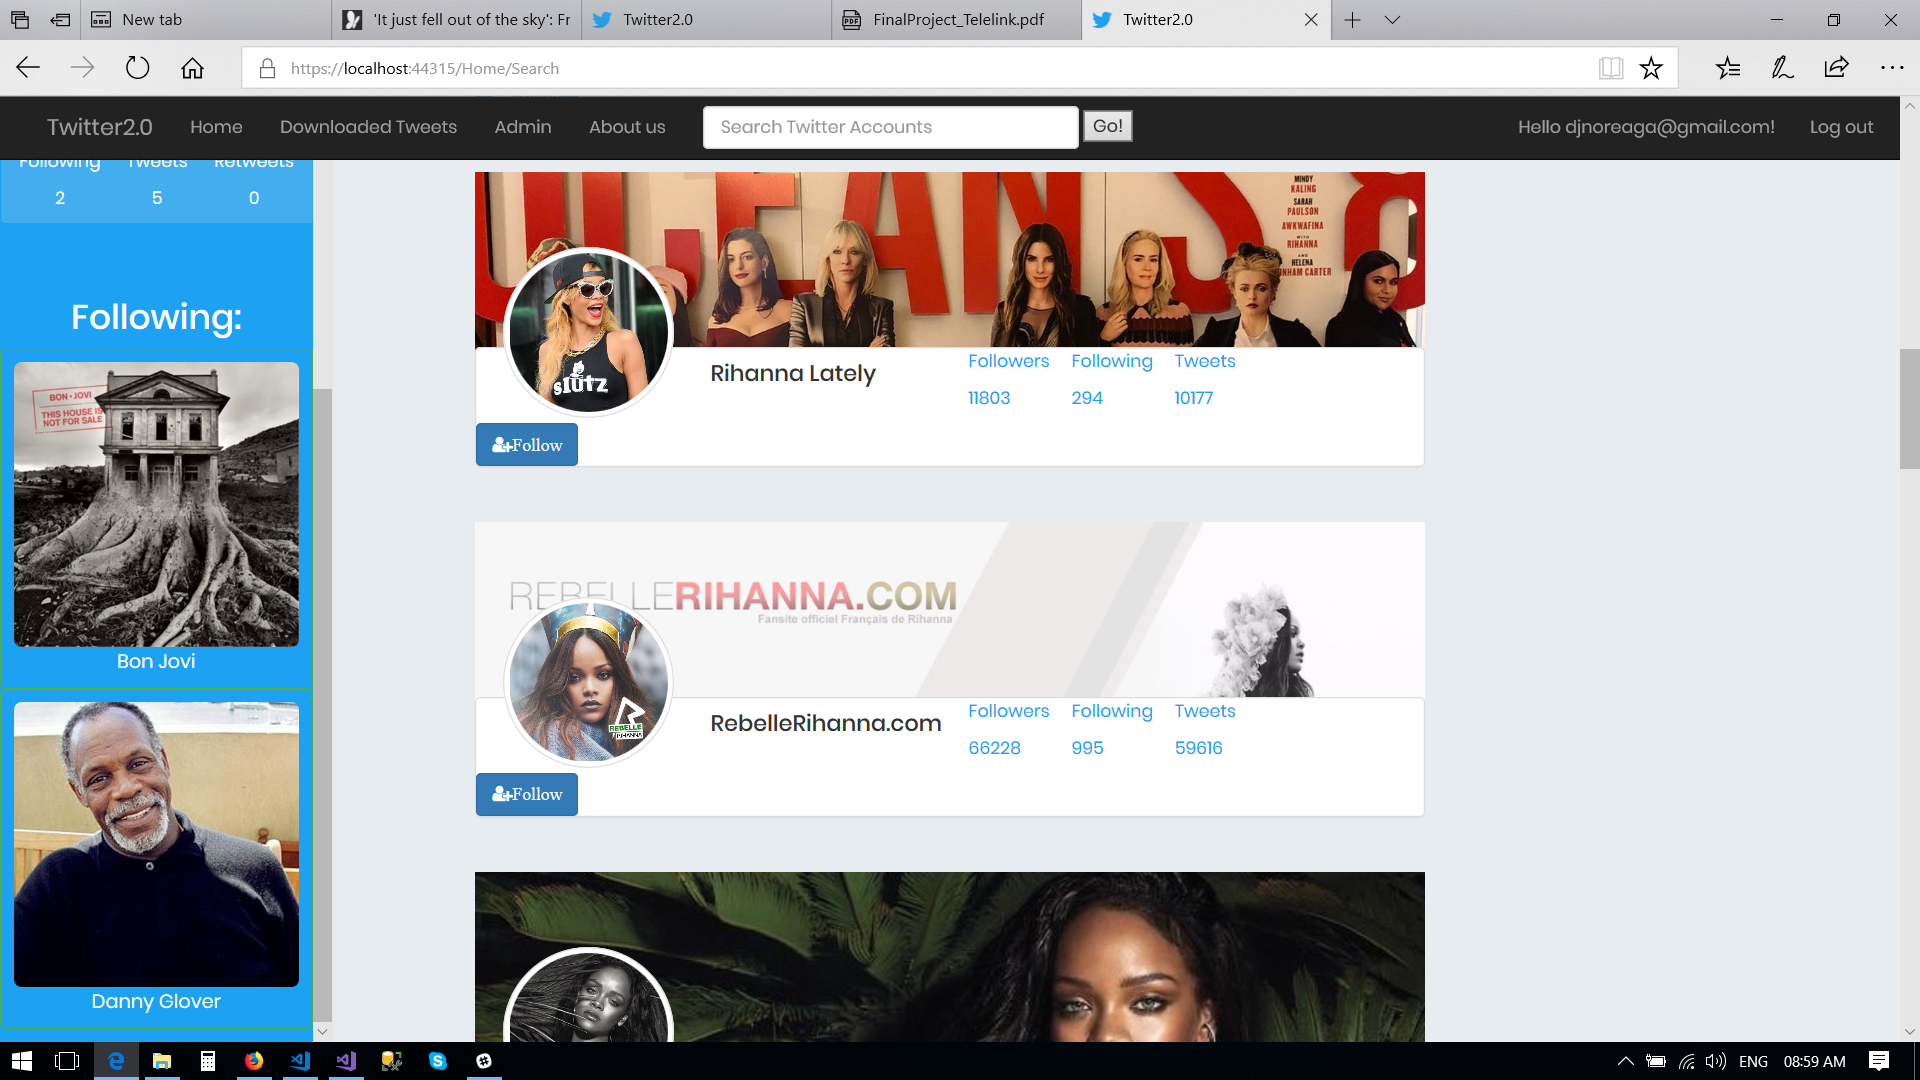 New tab
'It just fell out of the sky': Fr
Twitter2.0
FinalProject_Telelink.pdf
Twitter2.0
https://localhost:44315/Home/Search
Twitter2.0
Home
Downloaded Tweets
Admin
About us
Search Twitter Accounts
Go!
Hello djnoreaga@gmail.com!
Log out
Following Tweets Retweets
2 5 0
Following:
BON JOVI
THIS HOUSE IS
NOT FOR SALE
Bon Jovi
Danny Glover
OCEANS 8
MINDY
KALING
SARAH
PAULSON
AWKWAFINA
WITH
RIHANNA
AND
HELENA
BONHAM CARTER
slütz
Rihanna Lately
Followers Following Tweets
11803 294 10177
Follow
REBELLERIHANNA.COM
Fansite officiel Français de Rihanna
R
REBELLE
RIHANNA
RebelleRihanna.com
Followers Following Tweets
66228 995 59616
Follow
ENG
08:59 AM